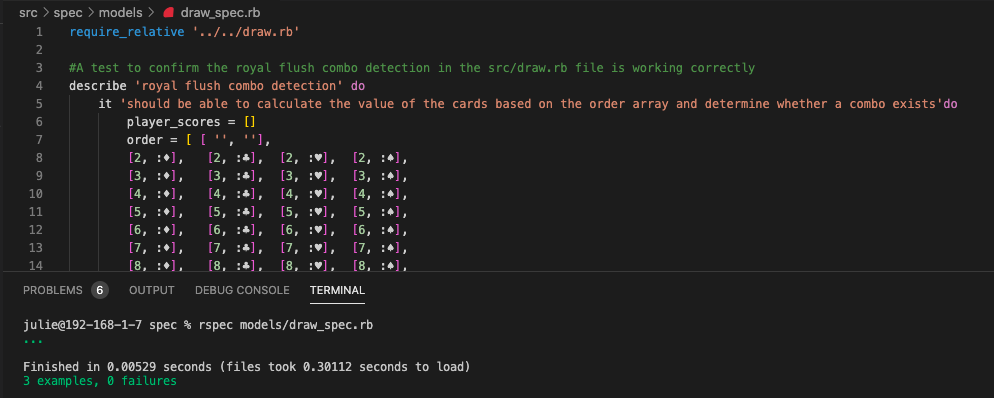 src > spec > models > draw_spec.rb
1 require_relative '../../draw.rb'
2
3 #A test to confirm the royal flush combo detection in the src/draw.rb file is working correctly
4 describe 'royal flush combo detection' do
5 it 'should be able to calculate the value of the cards based on the order array and determine whether a combo exists'do
6 player_scores = []
7 order = [ [ '', ''],
8 [2, :♦], [2, :♣], [2, :♥], [2, :♠],
9 [3, :♦], [3, :♣], [3, :♥], [3, :♠],
10 [4, :♦], [4, :♣], [4, :♥], [4, :♠],
11 [5, :♦], [5, :♣], [5, :♥], [5, :♠],
12 [6, :♦], [6, :♣], [6, :♥], [6, :♠],
13 [7, :♦], [7, :♣], [7, :♥], [7, :♠],
14 [8, :♦], [8, :♣], [8, :♥], [8, :♠],
PROBLEMS 6 OUTPUT DEBUG CONSOLE TERMINAL
julie@192-168-1-7 spec % rspec models/draw_spec.rb
...
Finished in 0.00529 seconds (files took 0.30112 seconds to load)
3 examples, 0 failures